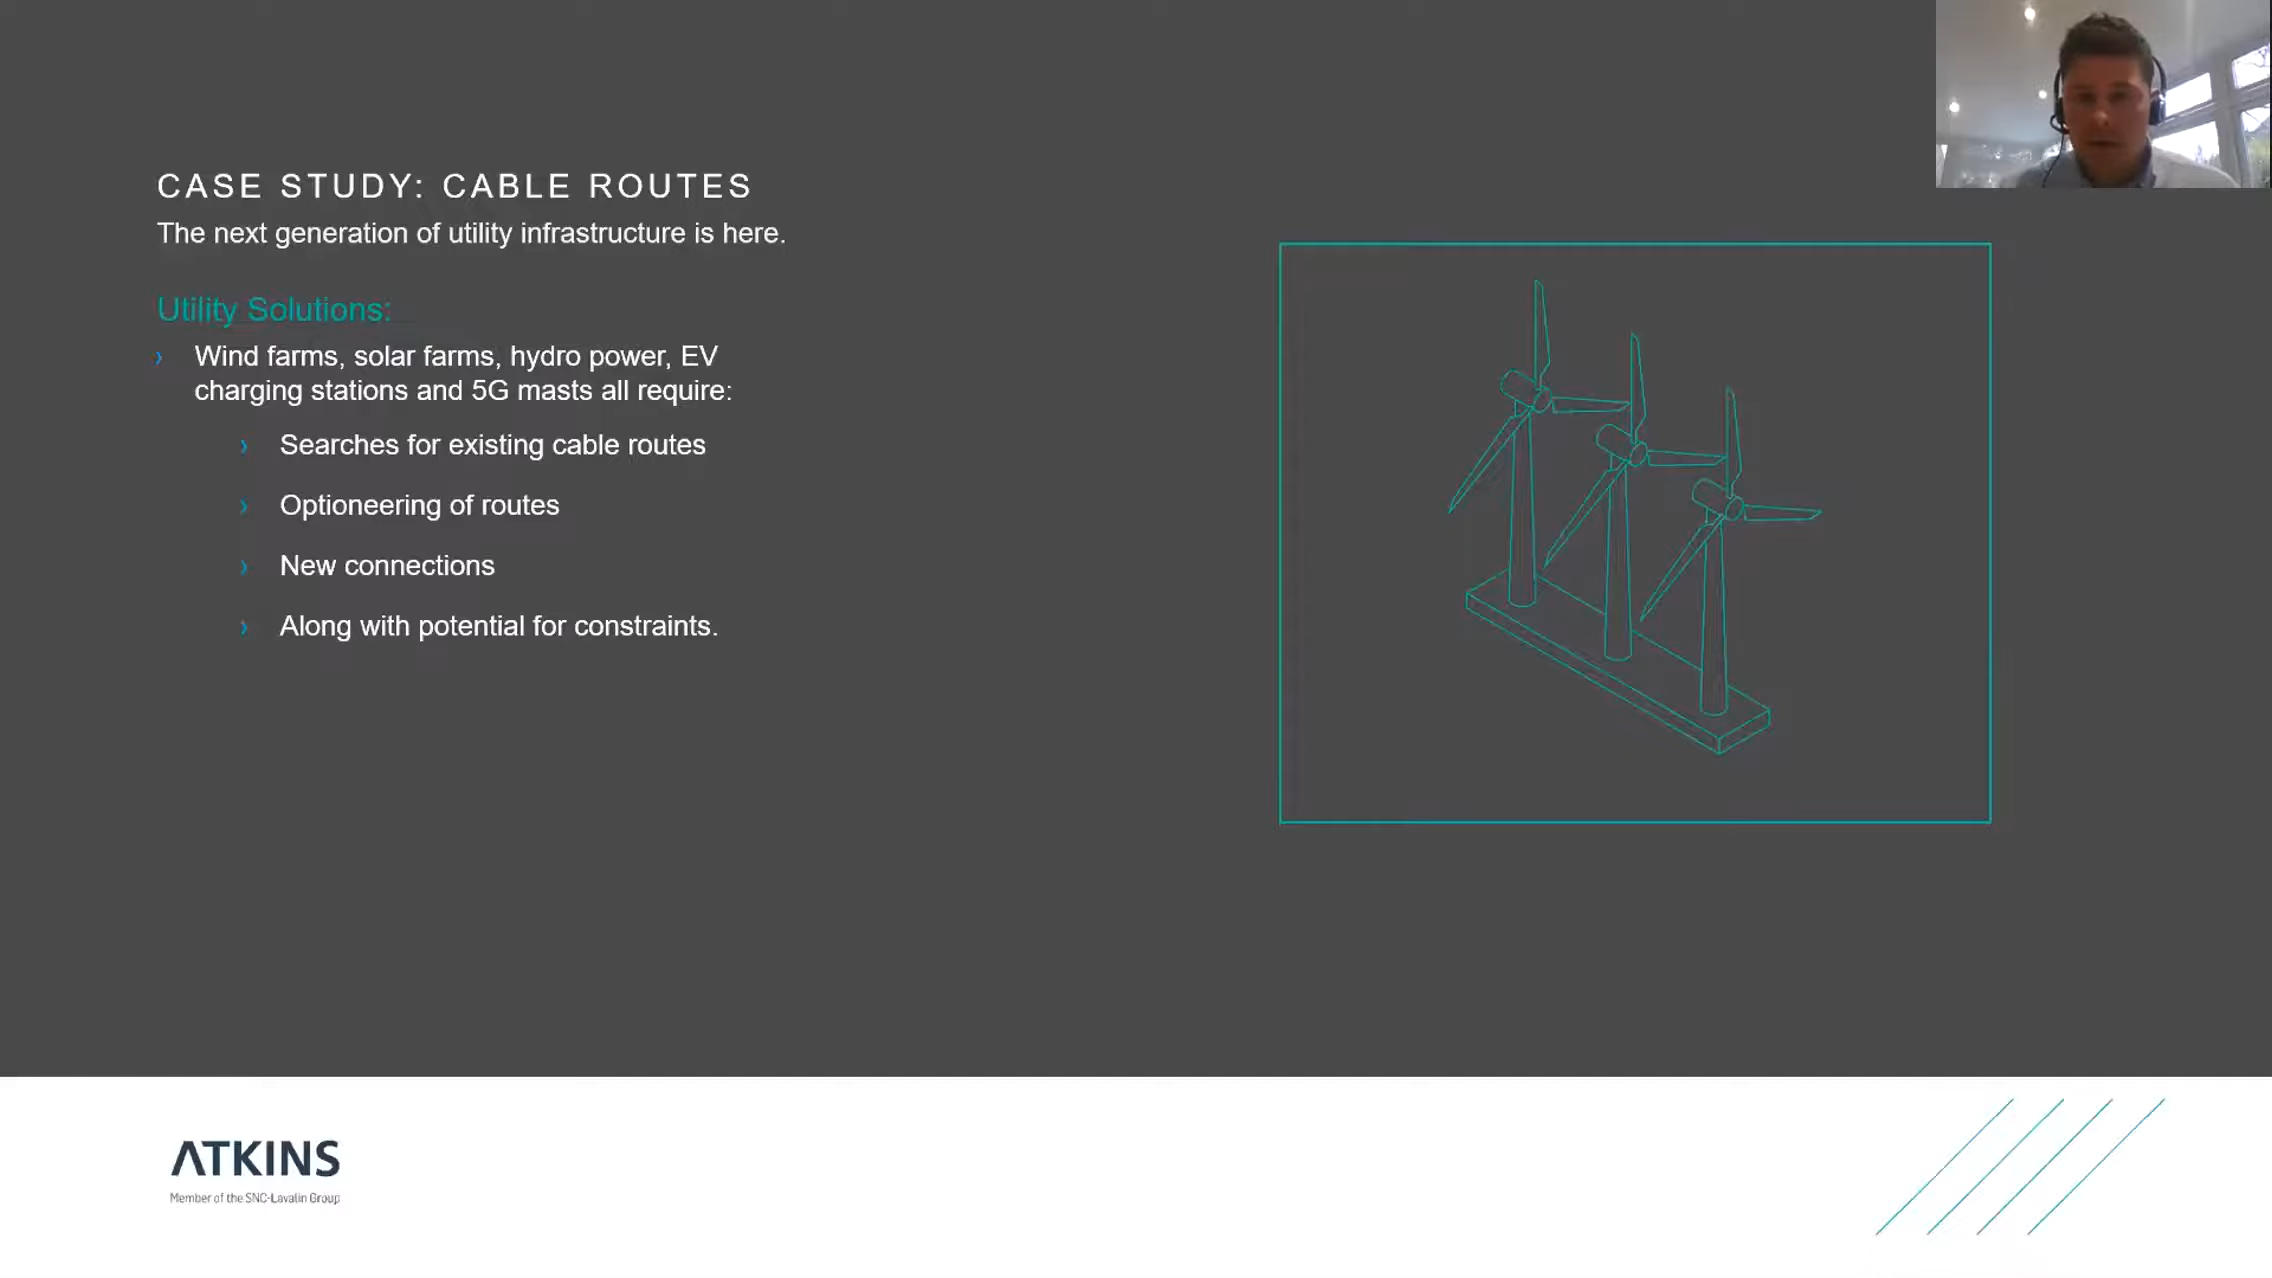 CASE STUDY: CABLE ROUTES
The next generation of utility infrastructure is here.
Utility Solutions:
Wind farms, solar farms, hydro power, EV
charging stations and 5G masts all require:
Searches for existing cable routes
Optioneering of routes
New connections
Along with potential for constraints.
ATKINS
Member of the SNC-Lavalin Group